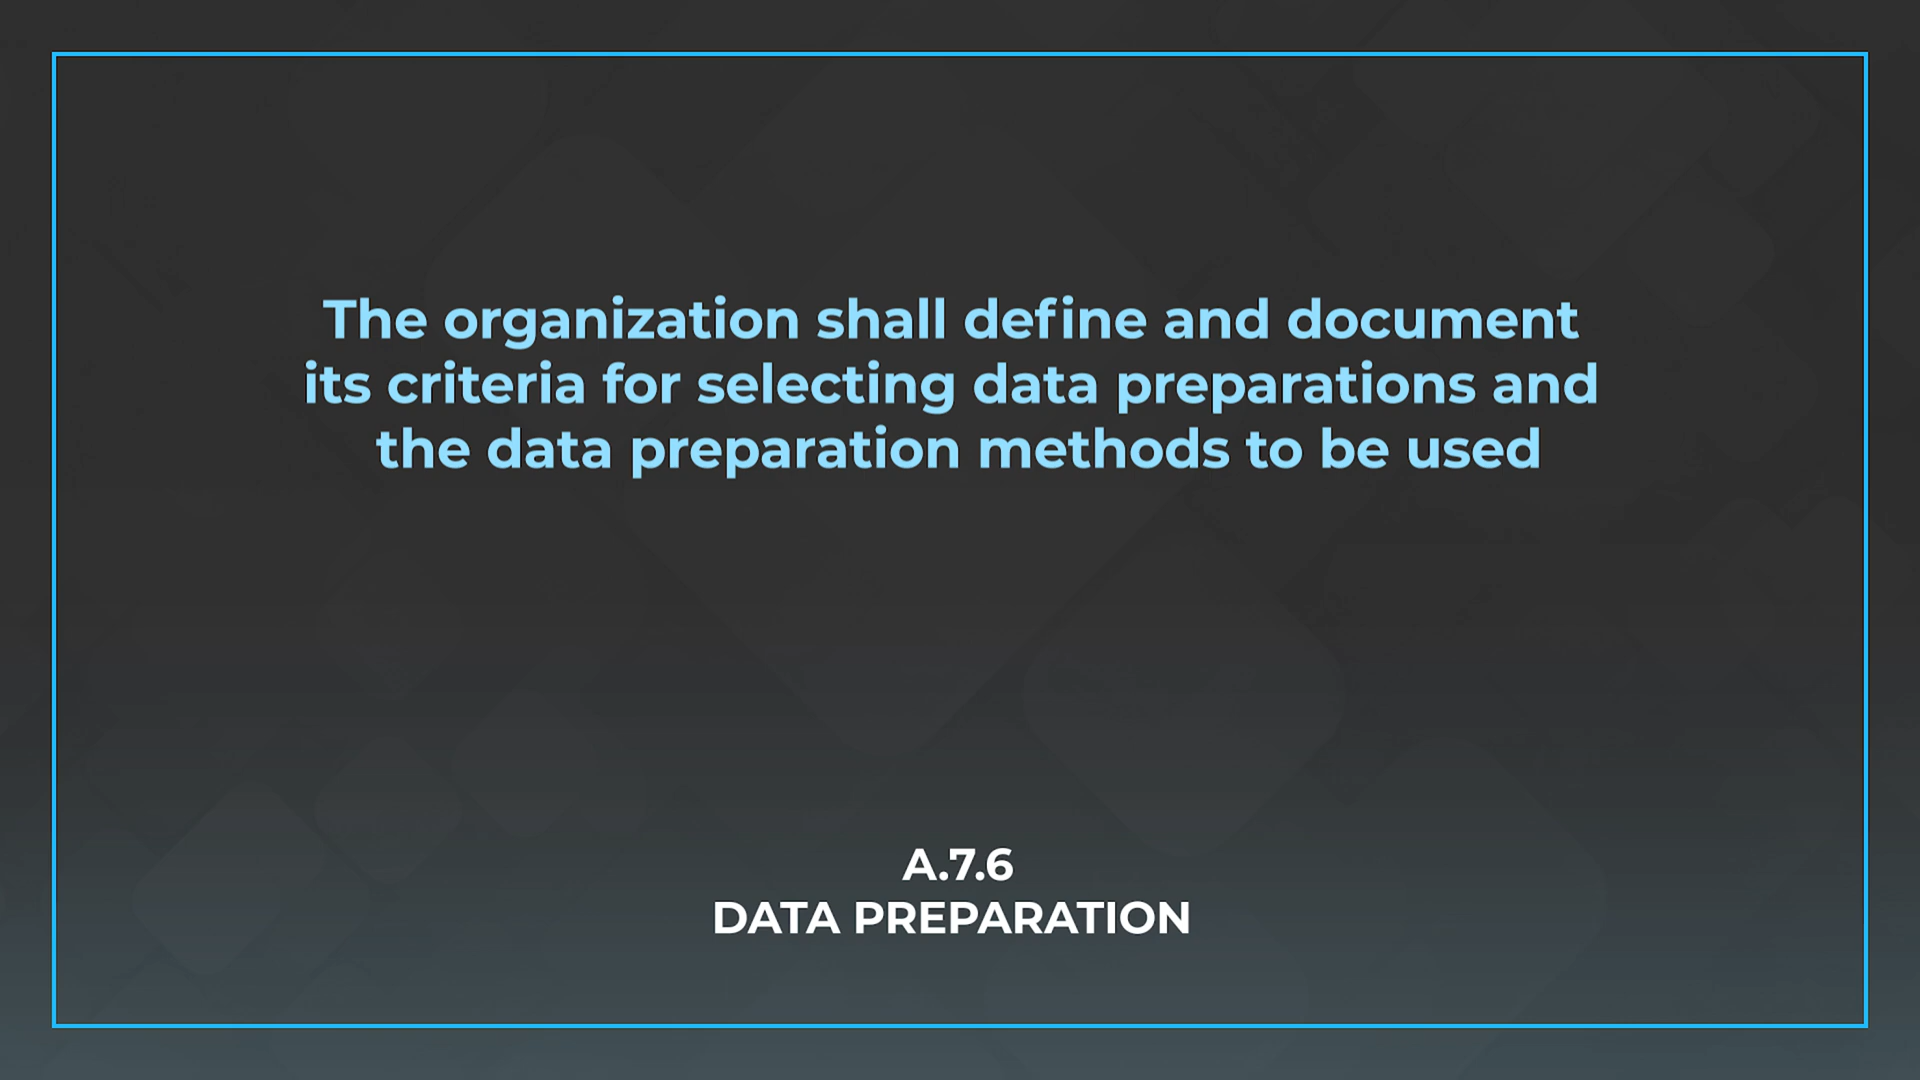 The organization shall define and document
its criteria for selecting data preparations and
the data preparation methods to be used
A.7.6
DATA PREPARATION